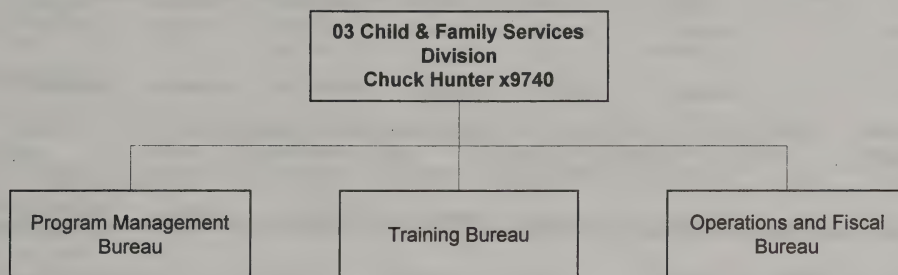 03 Child & Family Services
Division
Chuck Hunter x9740
Program Management
Bureau
Training Bureau
Operations and Fiscal
Bureau